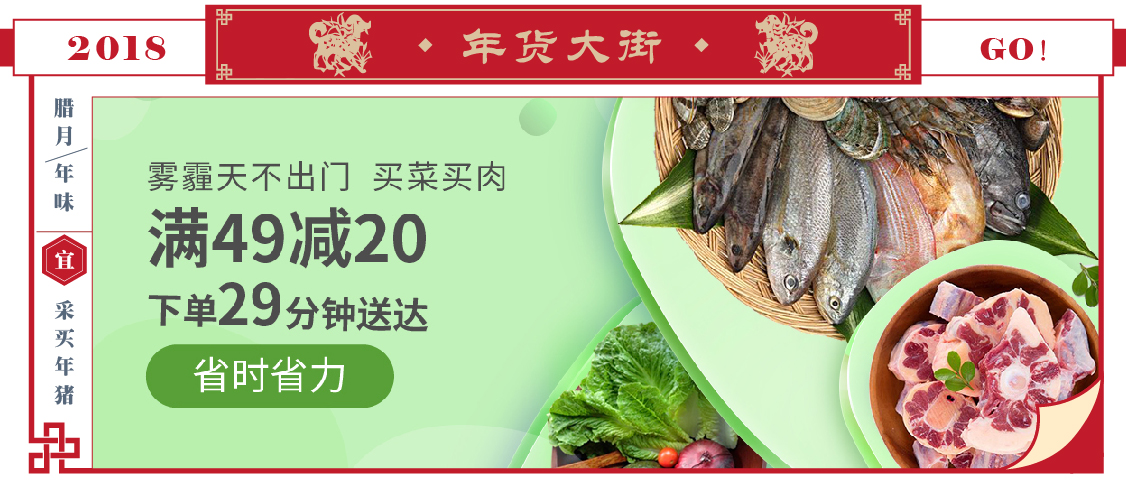 2018
年货大街
GO!
腊月/年味
宜
采买年猪
雾霾天不出门 买菜买肉
满49减20
下单29分钟送达
省时省力